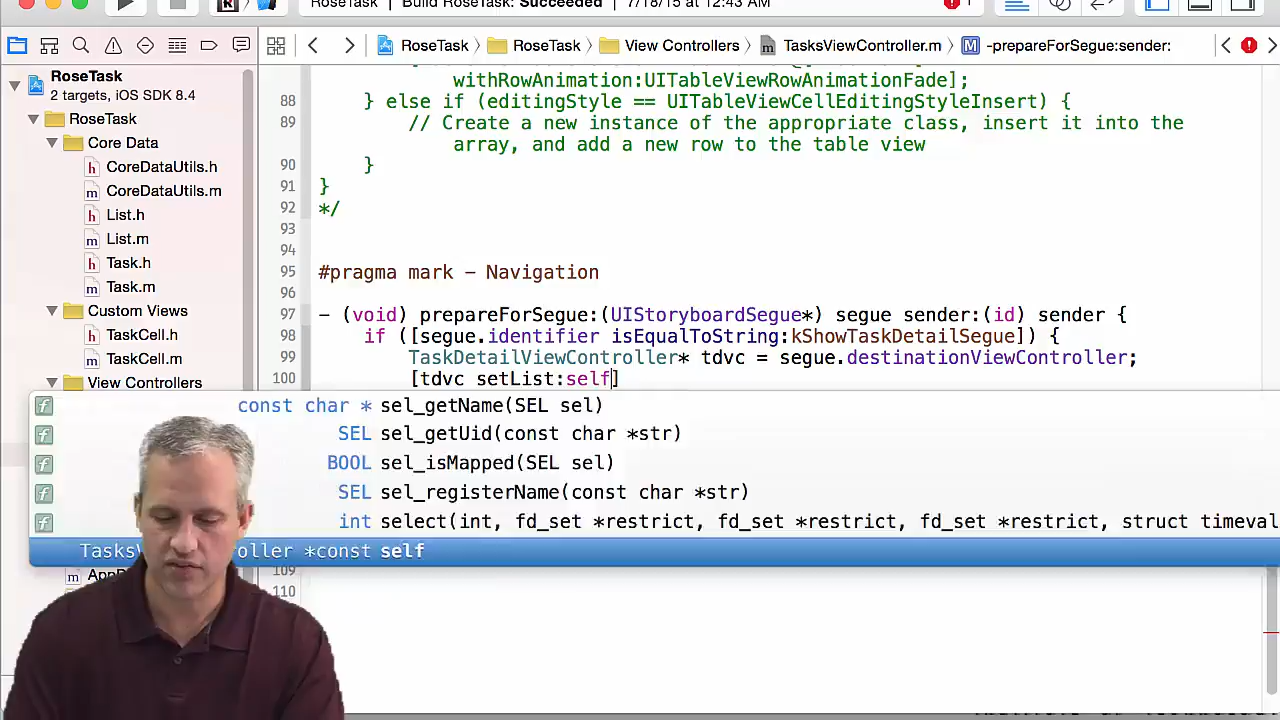 RoseTask Build RoseTask: Succeeded 7/18/15 at 12:43 AM
RoseTask RoseTask View Controllers TasksViewController.m M -prepareForSegue:sender:
RoseTask
2 targets, iOS SDK 8.4
RoseTask
Core Data
h CoreDataUtils.h
m CoreDataUtils.m
h List.h
m List.m
h Task.h
m Task.m
Custom Views
h TaskCell.h
m TaskCell.m
View Controllers
withRowAnimation:UITableViewRowAnimationFade];
88 } else if (editingStyle == UITableViewCellEditingStyleInsert) {
89 // Create a new instance of the appropriate class, insert it into the
array, and add a new row to the table view
90 }
91 }
92 */
93
94
95 #pragma mark - Navigation
96
97 - (void) prepareForSegue:(UIStoryboardSegue*) segue sender:(id) sender {
98 if ([segue.identifier isEqualToString:kShowTaskDetailSegue]) {
99 TaskDetailViewController* tdvc = segue.destinationViewController;
100 [tdvc setList:self]
f const char * sel_getName(SEL sel)
f SEL sel_getUid(const char *str)
f BOOL sel_isMapped(SEL sel)
f SEL sel_registerName(const char *str)
f int select(int, fd_set *restrict, fd_set *restrict, fd_set *restrict, struct timeval
*const self
109
110